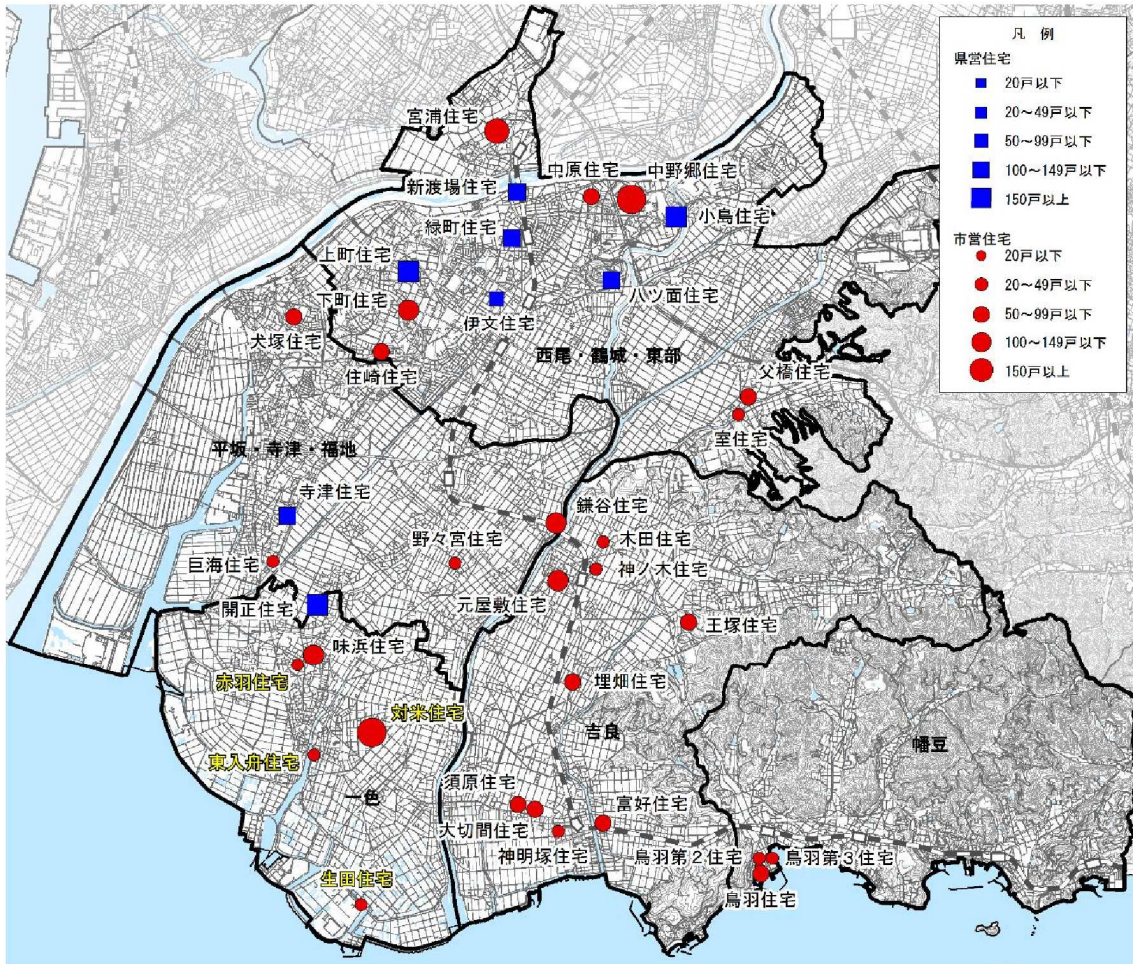 凡 例
県営住宅
20戸以下
20～49戸以下
50～99戸以下
100～149戸以下
150戸以上
市営住宅
20戸以下
20～49戸以下
50～99戸以下
100～149戸以下
150戸以上
宮浦住宅
新渡場住宅
中原住宅
中野郷住宅
小島住宅
緑町住宅
上町住宅
下町住宅
伊文住宅
八ツ面住宅
犬塚住宅
住崎住宅
西尾・鶴城・東部
父橋住宅
室住宅
平坂・寺津・福地
寺津住宅
鎌谷住宅
野々宮住宅
木田住宅
巨海住宅
神ノ木住宅
元屋敷住宅
開正住宅
王塚住宅
味浜住宅
赤羽住宅
埋畑住宅
対米住宅
吉良
幡豆
東入舟住宅
須原住宅
一色
富好住宅
大切間住宅
神明塚住宅
鳥羽第２住宅
鳥羽第３住宅
生田住宅
鳥羽住宅